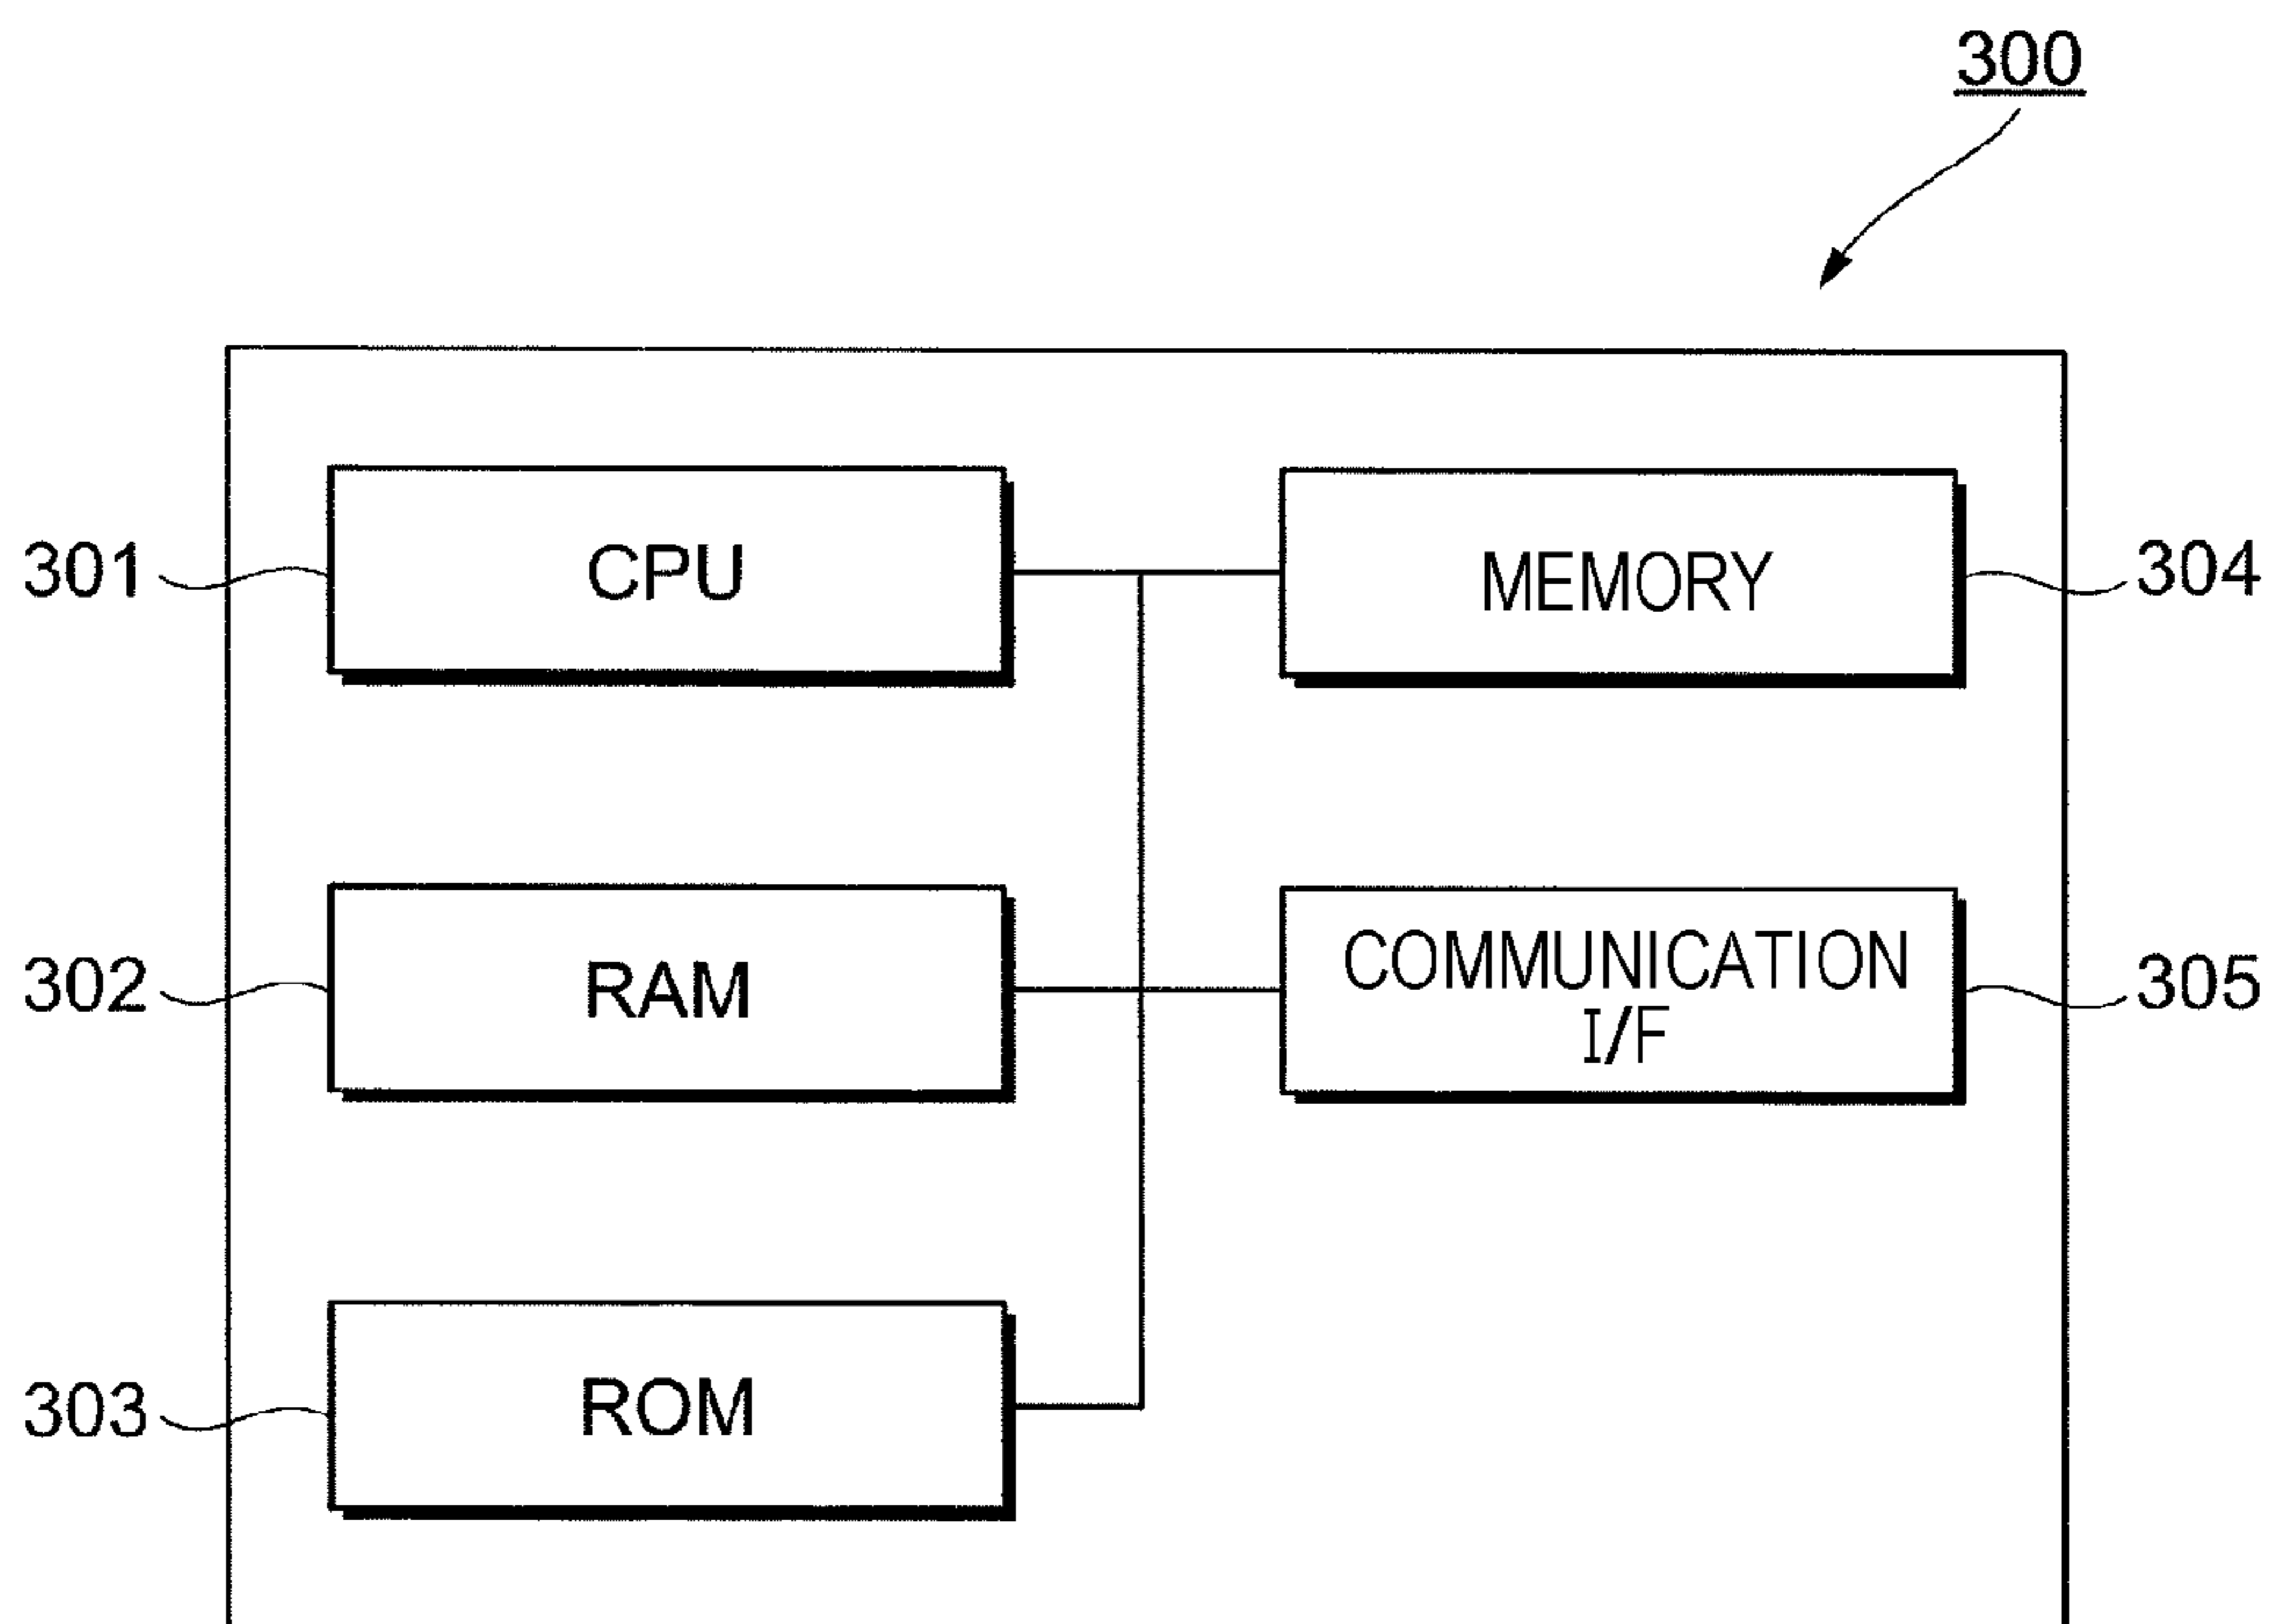 300
301
CPU
MEMORY
304
302
RAM
COMMUNICATION
I/F
305
303
ROM